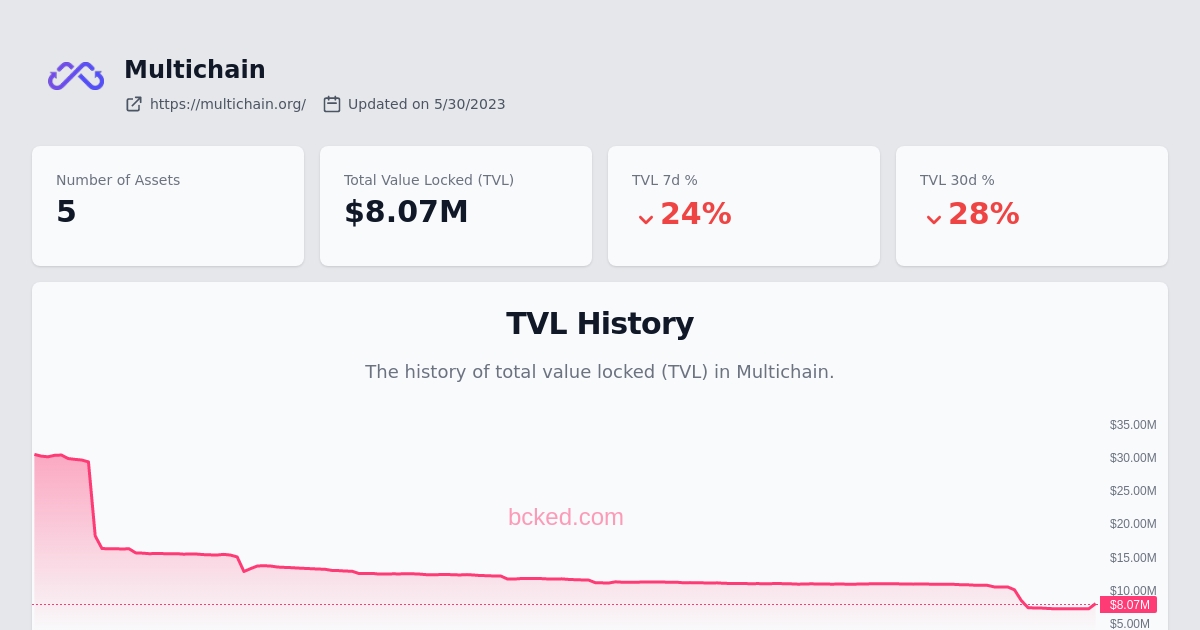 Multichain
https://multichain.org/ Updated on 5/30/2023
Number of Assets
5
Total Value Locked (TVL)
$8.07M
TVL 7d %
24%
TVL 30d %
28%
TVL History
The history of total value locked (TVL) in Multichain.
$35.00M
$30.00M
$25.00M
bcked.com
$20.00M
$15.00M
$10.00M
$8.07M
$5.00M